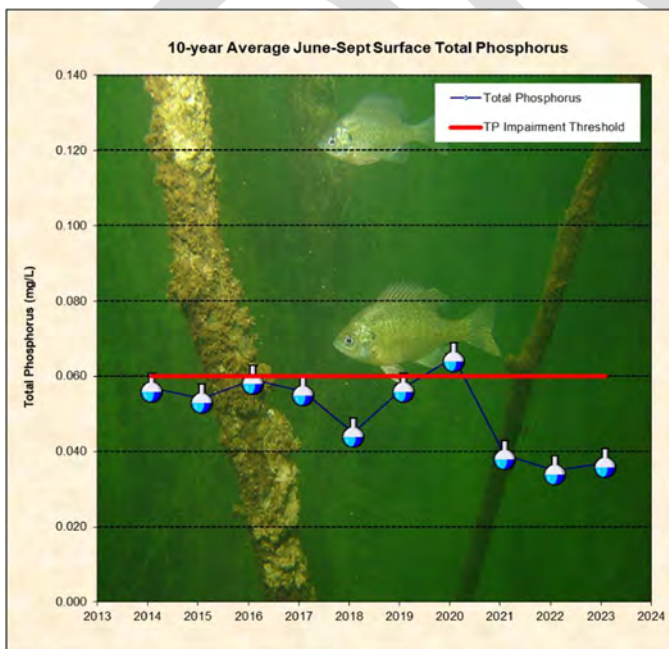 10-year Average June-Sept Surface Total Phosphorus
Total Phosphorus
TP Impairment Threshold
Total Phosphorus (mg/L)
0.140
0.120
0.100
0.080
0.060
0.040
0.020
0.000
2013 2014 2015 2016 2017 2018 2019 2020 2021 2022 2023 2024